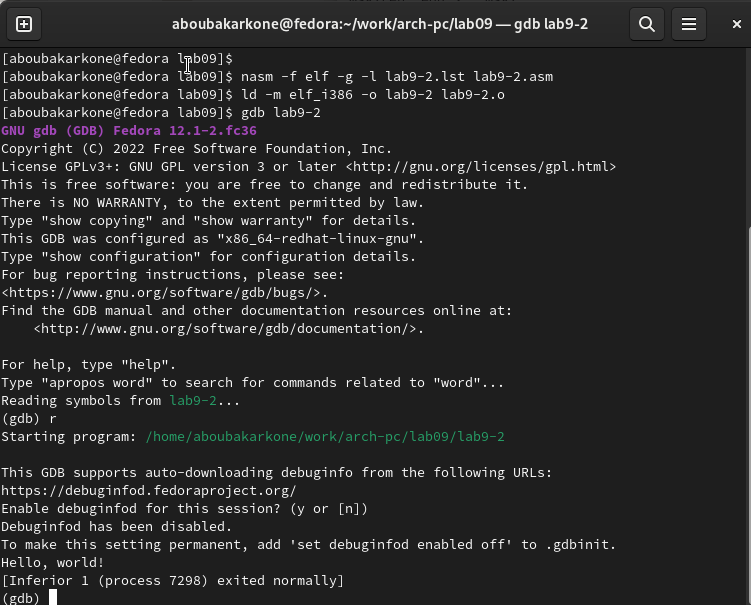 aboubakarkone@fedora:~/work/arch-pc/lab09 — gdb lab9-2
[aboubakarkone@fedora lab09]$
[aboubakarkone@fedora lab09]$ nasm -f elf -g -l lab9-2.lst lab9-2.asm
[aboubakarkone@fedora lab09]$ ld -m elf_i386 -o lab9-2 lab9-2.o
[aboubakarkone@fedora lab09]$ gdb lab9-2
GNU gdb (GDB) Fedora 12.1-2.fc36
Copyright (C) 2022 Free Software Foundation, Inc.
License GPLv3+: GNU GPL version 3 or later <http://gnu.org/licenses/gpl.html>
This is free software: you are free to change and redistribute it.
There is NO WARRANTY, to the extent permitted by law.
Type "show copying" and "show warranty" for details.
This GDB was configured as "x86_64-redhat-linux-gnu".
Type "show configuration" for configuration details.
For bug reporting instructions, please see:
<https://www.gnu.org/software/gdb/bugs/>.
Find the GDB manual and other documentation resources online at:
    <http://www.gnu.org/software/gdb/documentation/>.

For help, type "help".
Type "apropos word" to search for commands related to "word"...
Reading symbols from lab9-2...
(gdb) r
Starting program: /home/aboubakarkone/work/arch-pc/lab09/lab9-2

This GDB supports auto-downloading debuginfo from the following URLs:
https://debuginfod.fedoraproject.org/
Enable debuginfod for this session? (y or [n])
Debuginfod has been disabled.
To make this setting permanent, add 'set debuginfod enabled off' to .gdbinit.
Hello, world!
[Inferior 1 (process 7298) exited normally]
(gdb)